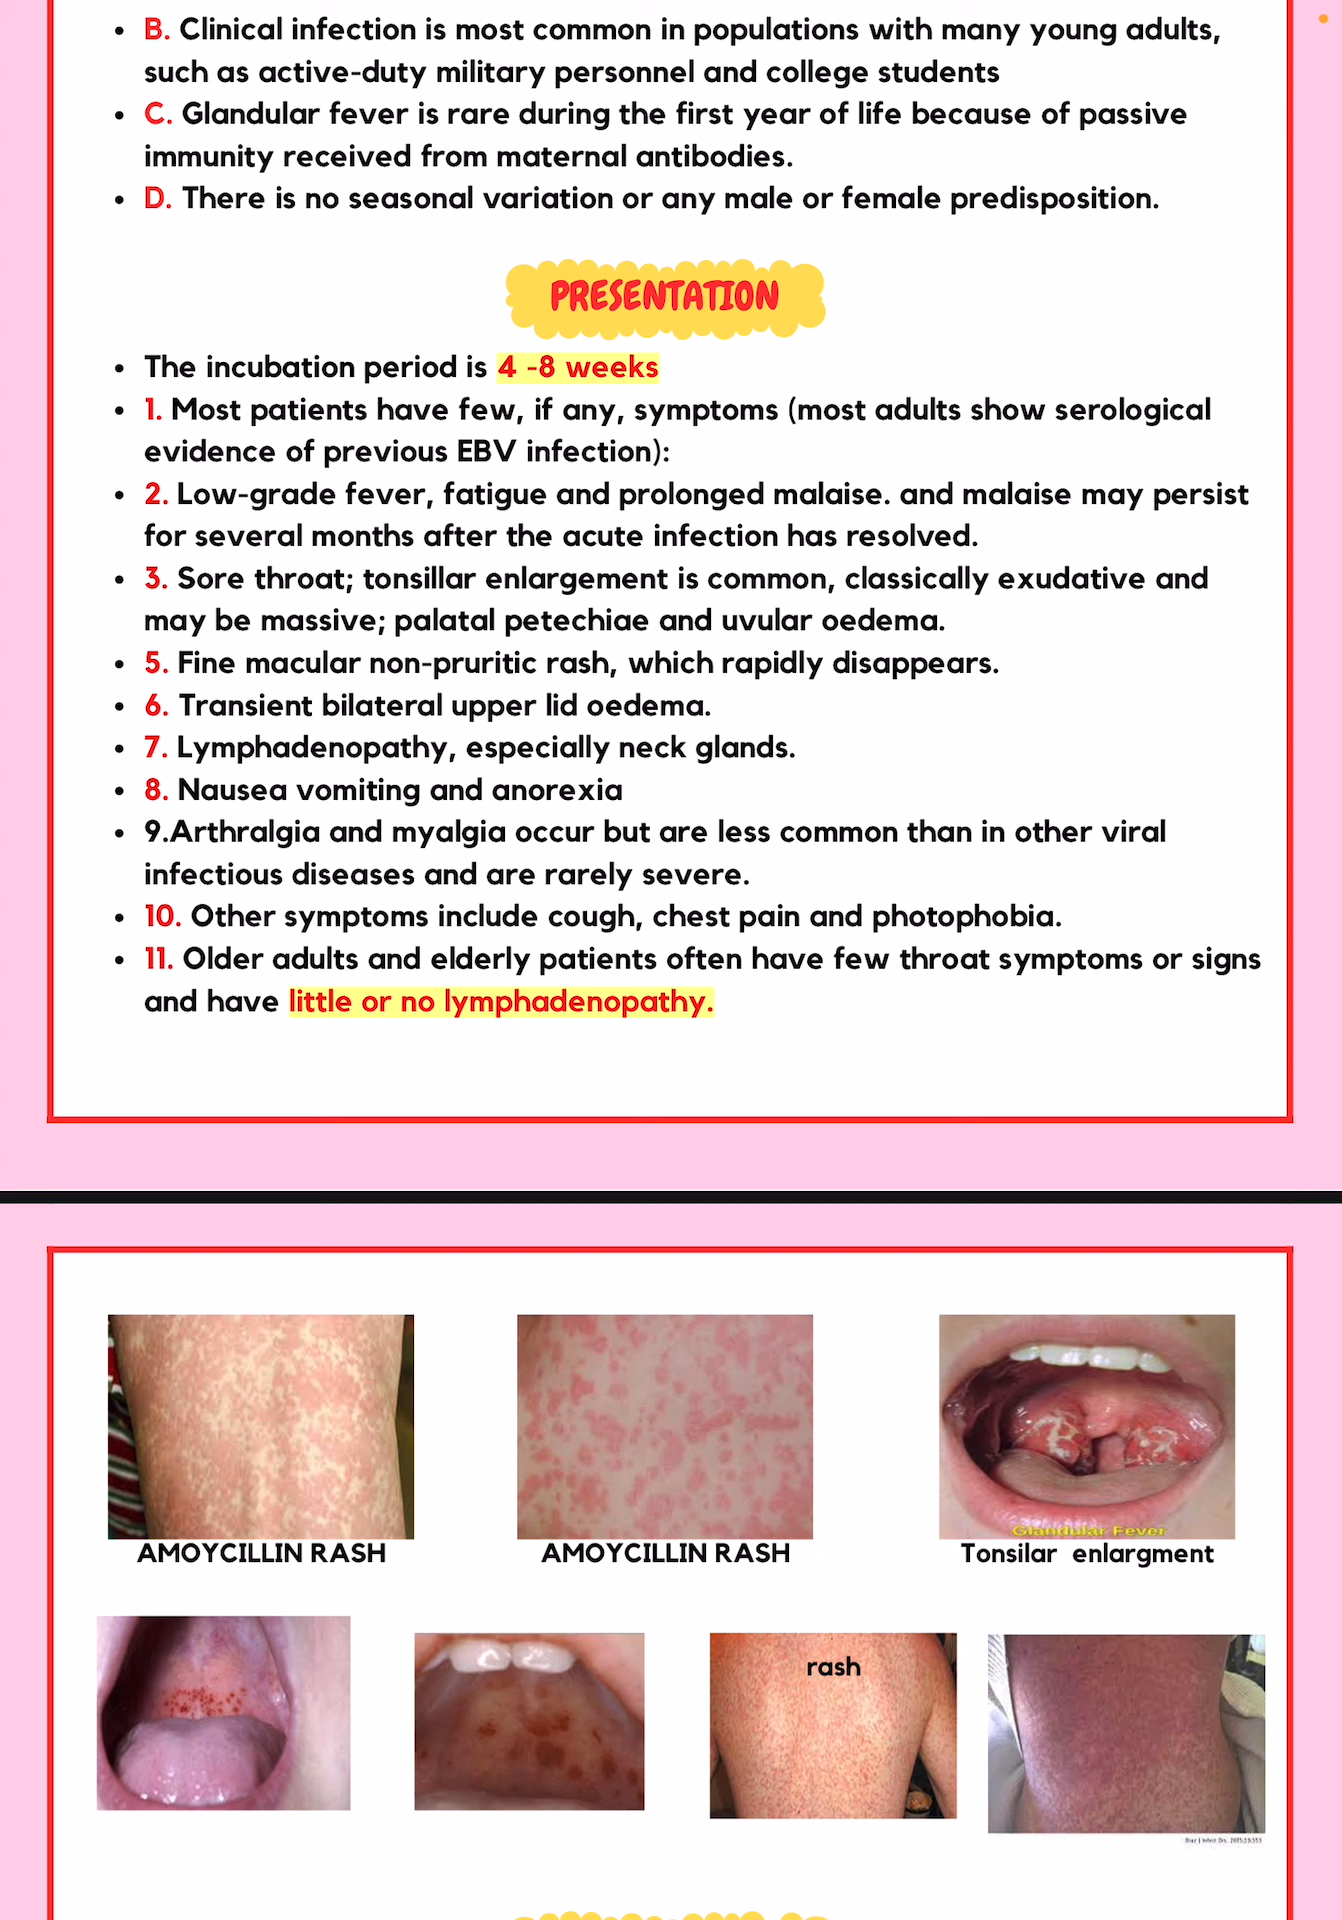 • B. Clinical infection is most common in populations with many young adults,
such as active-duty military personnel and college students
• C. Glandular fever is rare during the first year of life because of passive
immunity received from maternal antibodies.
• D. There is no seasonal variation or any male or female predisposition.
PRESENTATION
• The incubation period is 4 -8 weeks
• 1. Most patients have few, if any, symptoms (most adults show serological
evidence of previous EBV infection):
• 2. Low-grade fever, fatigue and prolonged malaise. and malaise may persist
for several months after the acute infection has resolved.
• 3. Sore throat; tonsillar enlargement is common, classically exudative and
may be massive; palatal petechiae and uvular oedema.
• 5. Fine macular non-pruritic rash, which rapidly disappears.
• 6. Transient bilateral upper lid oedema.
• 7. Lymphadenopathy, especially neck glands.
• 8. Nausea vomiting and anorexia
• 9.Arthralgia and myalgia occur but are less common than in other viral
infectious diseases and are rarely severe.
• 10. Other symptoms include cough, chest pain and photophobia.
• 11. Older adults and elderly patients often have few throat symptoms or signs
and have little or no lymphadenopathy.
Glandular Fever
AMOYCILLIN RASH
AMOYCILLIN RASH
Tonsilar enlargment
rash
Braz J Infect Dis. 2015;19:553